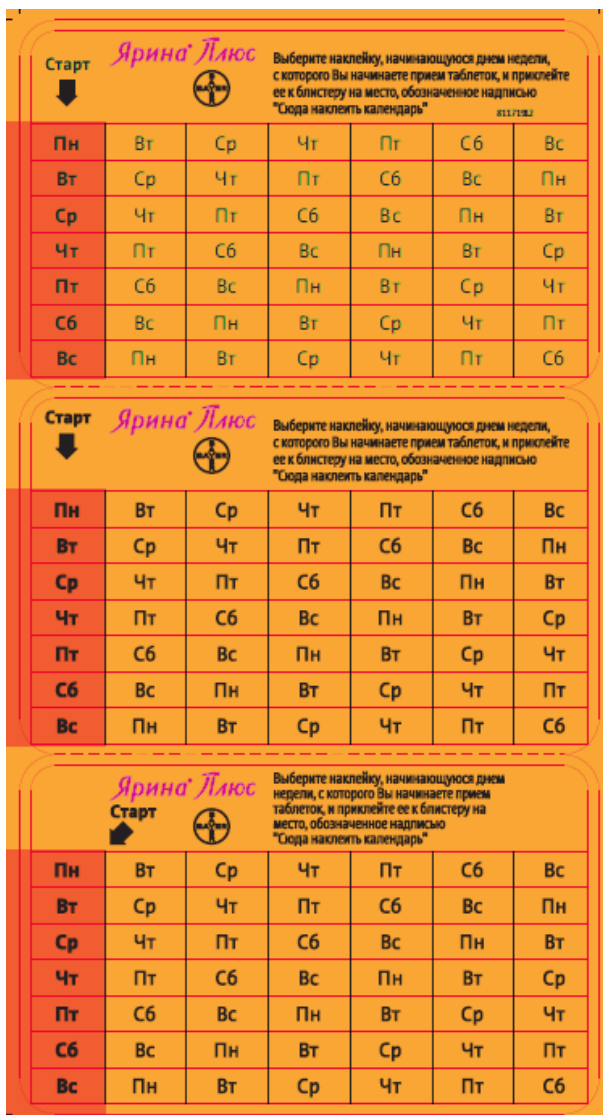 Старт
Ярина® Плюс
Выберите наклейку, начинающуюся днем недели,
с которого Вы начинаете прием таблеток, и приклейте
ее к блистеру на место, обозначенное надписью
"Сюда наклеить календарь"
BAYER
Пн Вт Ср Чт Пт Сб Вс
Вт Ср Чт Пт Сб Вс Пн
Ср Чт Пт Сб Вс Пн Вт
Чт Пт Сб Вс Пн Вт Ср
Пт Сб Вс Пн Вт Ср Чт
Сб Вс Пн Вт Ср Чт Пт
Вс Пн Вт Ср Чт Пт Сб
Старт
Ярина® Плюс
Выберите наклейку, начинающуюся днем недели,
с которого Вы начинаете прием таблеток, и приклейте
ее к блистеру на место, обозначенное надписью
"Сюда наклеить календарь"
BAYER
Пн Вт Ср Чт Пт Сб Вс
Вт Ср Чт Пт Сб Вс Пн
Ср Чт Пт Сб Вс Пн Вт
Чт Пт Сб Вс Пн Вт Ср
Пт Сб Вс Пн Вт Ср Чт
Сб Вс Пн Вт Ср Чт Пт
Вс Пн Вт Ср Чт Пт Сб
Ярина® Плюс
Старт
BAYER
Выберите наклейку, начинающуюся днем
недели, с которого Вы начинаете прием
таблеток, и приклейте ее к блистеру на
место, обозначенное надписью
"Сюда наклеить календарь"
Пн Вт Ср Чт Пт Сб Вс
Вт Ср Чт Пт Сб Вс Пн
Ср Чт Пт Сб Вс Пн Вт
Чт Пт Сб Вс Пн Вт Ср
Пт Сб Вс Пн Вт Ср Чт
Сб Вс Пн Вт Ср Чт Пт
Вс Пн Вт Ср Чт Пт Сб